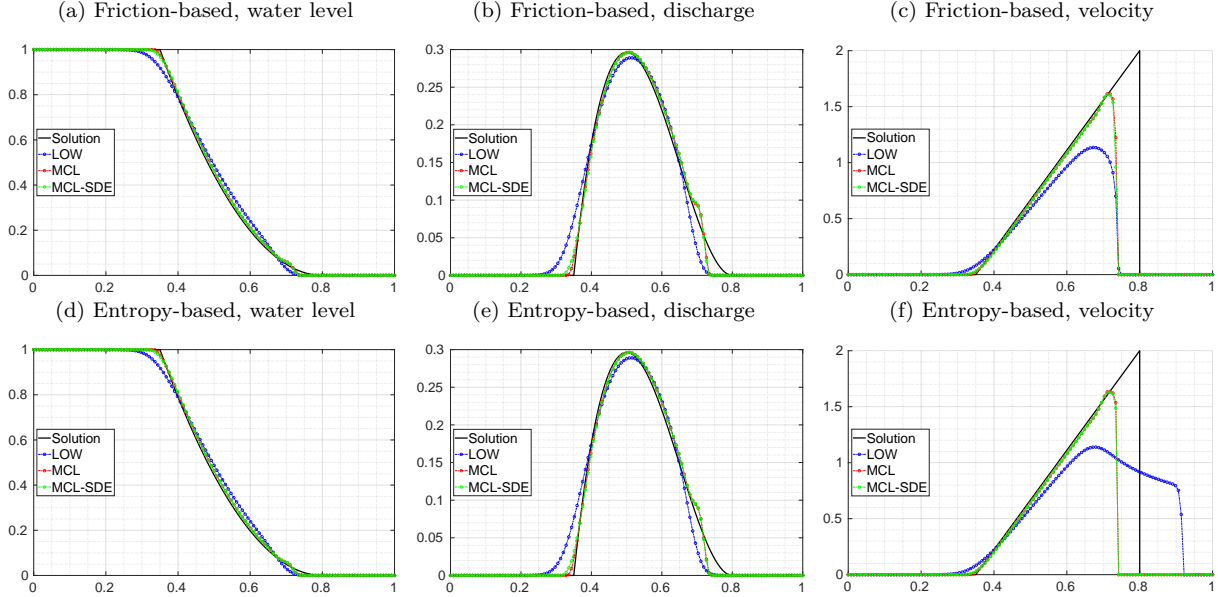 (a) Friction-based, water level
(b) Friction-based, discharge
(c) Friction-based, velocity
1
0.8
0.6
0.4
0.2
0
0 0.2 0.4 0.6 0.8 1
Solution
LOW
MCL
MCL-SDE
0.3
0.25
0.2
0.15
0.1
0.05
0
0 0.2 0.4 0.6 0.8 1
Solution
LOW
MCL
MCL-SDE
2
1.5
1
0.5
0
0 0.2 0.4 0.6 0.8 1
Solution
LOW
MCL
MCL-SDE
(d) Entropy-based, water level
(e) Entropy-based, discharge
(f) Entropy-based, velocity
1
0.8
0.6
0.4
0.2
0
0 0.2 0.4 0.6 0.8 1
Solution
LOW
MCL
MCL-SDE
0.3
0.25
0.2
0.15
0.1
0.05
0
0 0.2 0.4 0.6 0.8 1
Solution
LOW
MCL
MCL-SDE
2
1.5
1
0.5
0
0 0.2 0.4 0.6 0.8 1
Solution
LOW
MCL
MCL-SDE